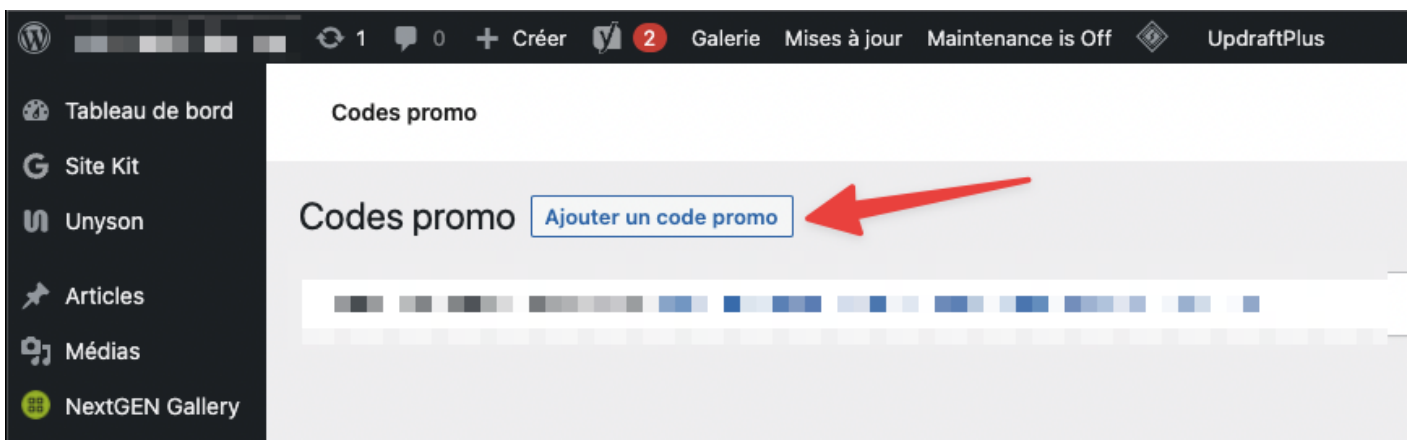 1 0 Créer 2 Galerie Mises à jour Maintenance is Off UpdraftPlus
Tableau de bord
Codes promo
Site Kit
Codes promo Ajouter un code promo
Unyson
Articles
Médias
NextGEN Gallery